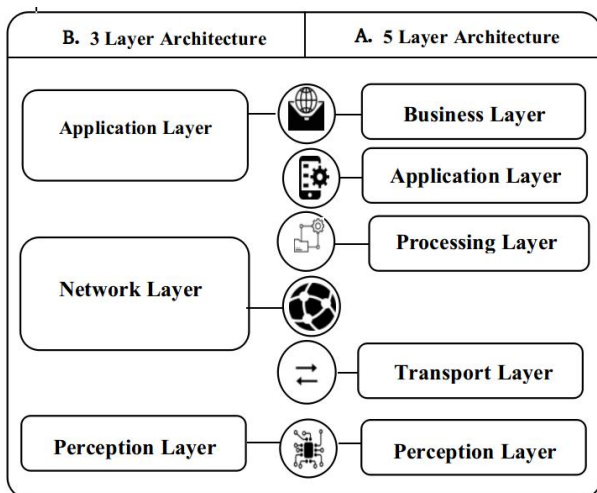 B. 3 Layer Architecture
A. 5 Layer Architecture
Application Layer
Business Layer
Application Layer
Processing Layer
Network Layer
Transport Layer
Perception Layer
Perception Layer